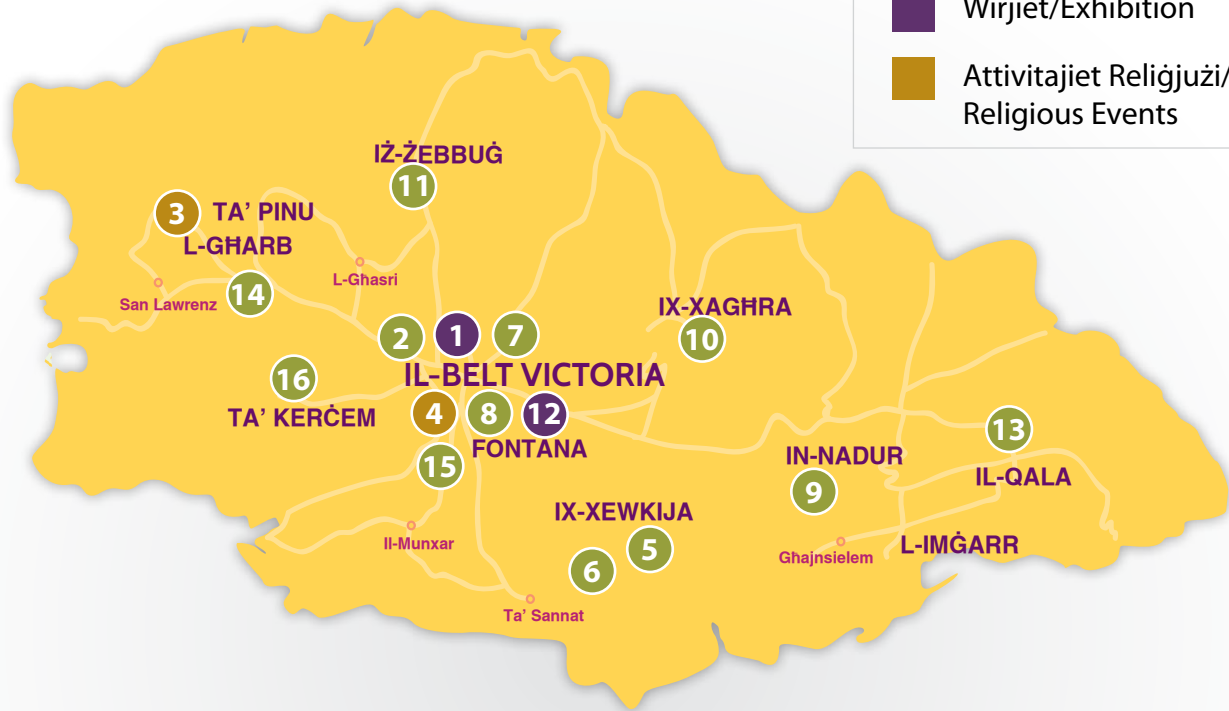 Wirjiet/Exhibition
Attivitajiet Reliġjużi/
Religious Events
IŻ-ŻEBBUĠ
11
3 TA' PINU
L-GĦARB
L-Għasri
San Lawrenz
14
IX-XAGĦRA
10
2 1 7
IL-BELT VICTORIA
16
TA' KERĊEM
4 8 12
FONTANA
15
13
IL-QALA
IN-NADUR
9
IX-XEWKIJA
5
6
Il-Munxar
L-IMĠARR
Għajnsielem
Ta' Sannat